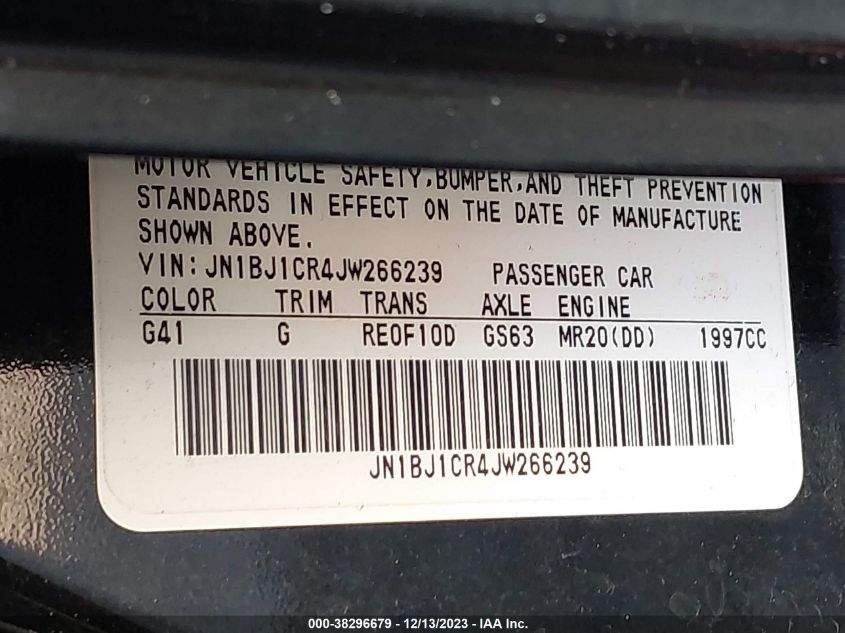 MOTOR VEHICLE SAFETY,BUMPER,AND THEFT PREVENTION
STANDARDS IN EFFECT ON THE DATE OF MANUFACTURE
SHOWN ABOVE.
VIN:JN1BJ1CR4JW266239 PASSENGER CAR
COLOR TRIM TRANS AXLE ENGINE
G41 G RE0F10D GS63 MR20(DD) 1997CC
JN1BJ1CR4JW266239
000-38296679 - 12/13/2023 - IAA Inc.